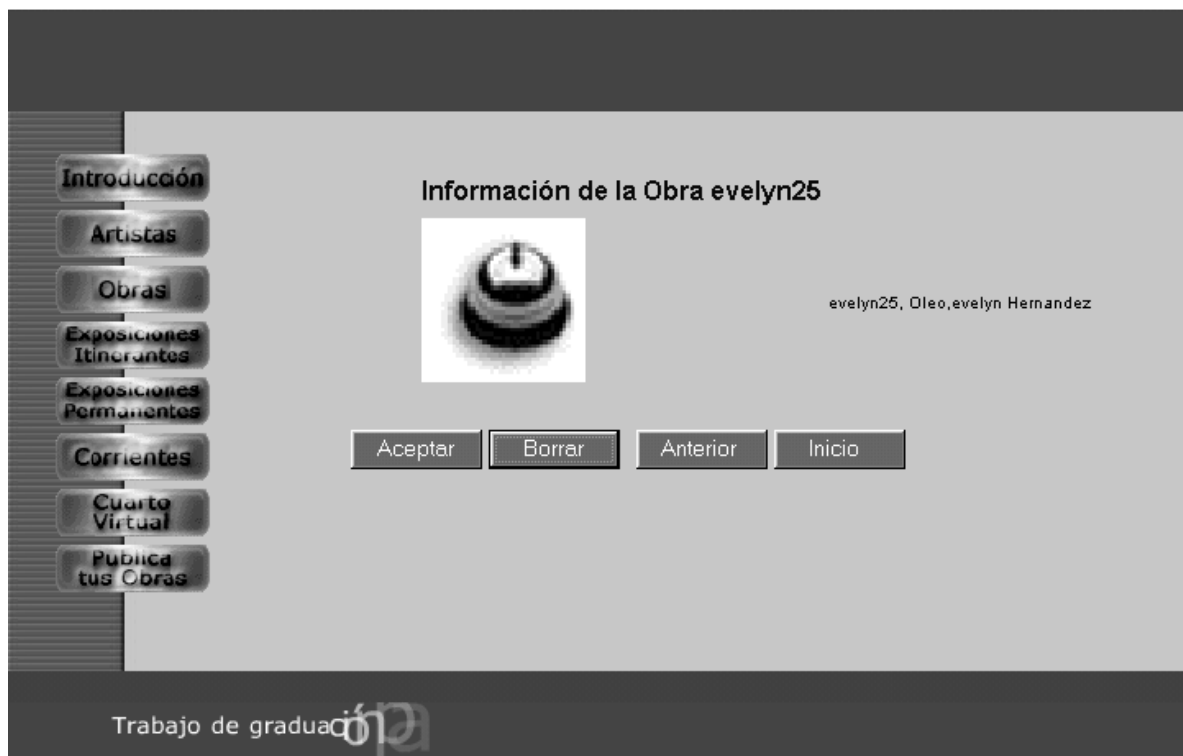 Introducción
Artistas
Obras
Exposiciones
Itinerantes
Exposiciones
Permanentes
Corrientes
Cuarto
Virtual
Publica
tus Obras
Información de la Obra evelyn25
evelyn25, Oleo,evelyn Hernandez
Aceptar
Borrar
Anterior
Inicio
Trabajo de graduación